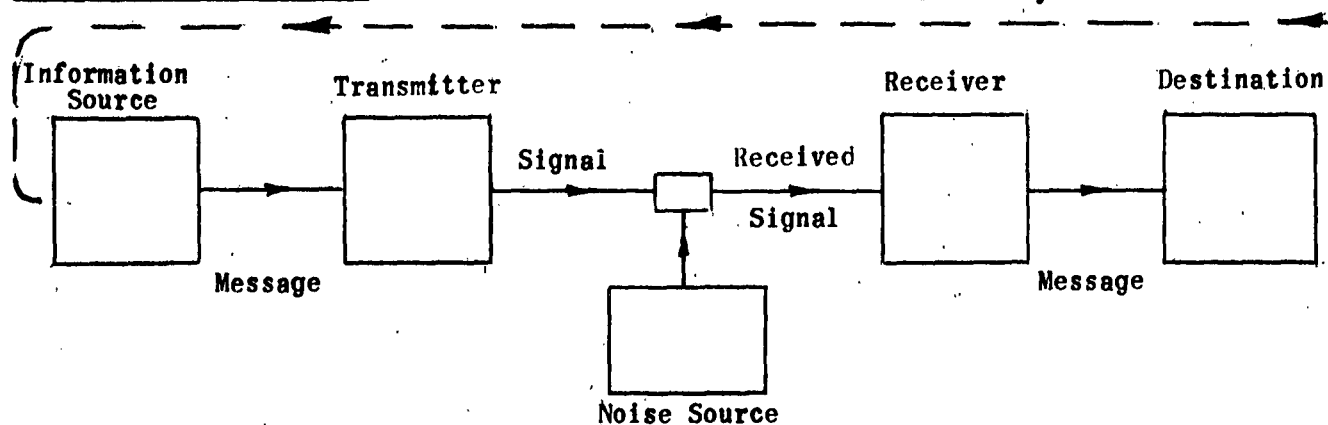 Information
Source
Transmitter
Receiver
Destination
Signal
Received
Signal
Message
Message
Noise Source